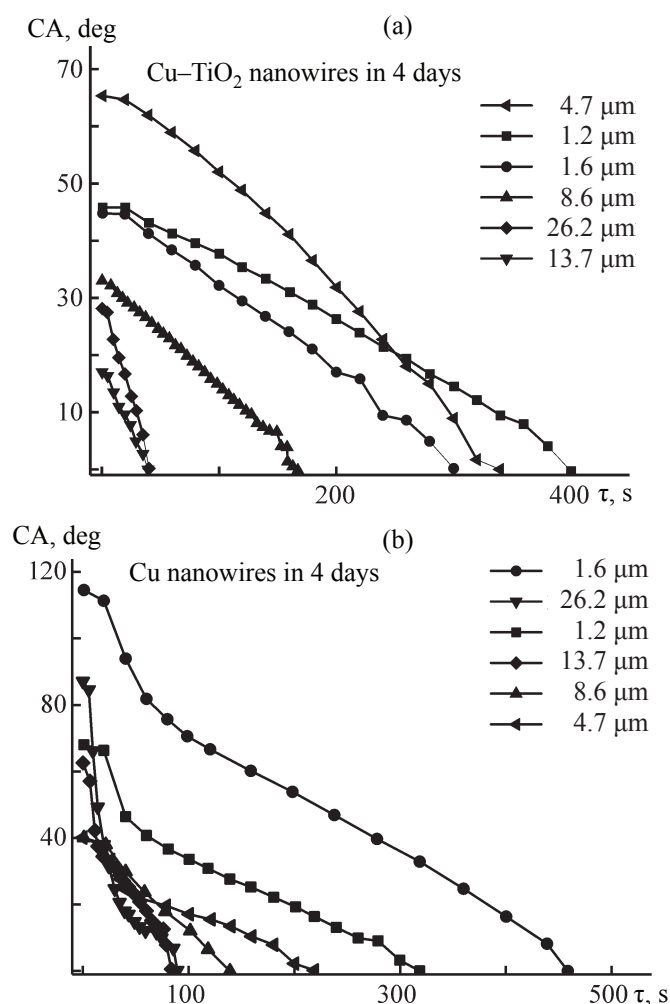 CA, deg
(a)
Cu–TiO₂ nanowires in 4 days
70
50
30
10
4.7 μm
1.2 μm
1.6 μm
8.6 μm
26.2 μm
13.7 μm
200
400 τ, s
CA, deg
(b)
Cu nanowires in 4 days
120
80
40
1.6 μm
26.2 μm
1.2 μm
13.7 μm
8.6 μm
4.7 μm
100
300
500 τ, s